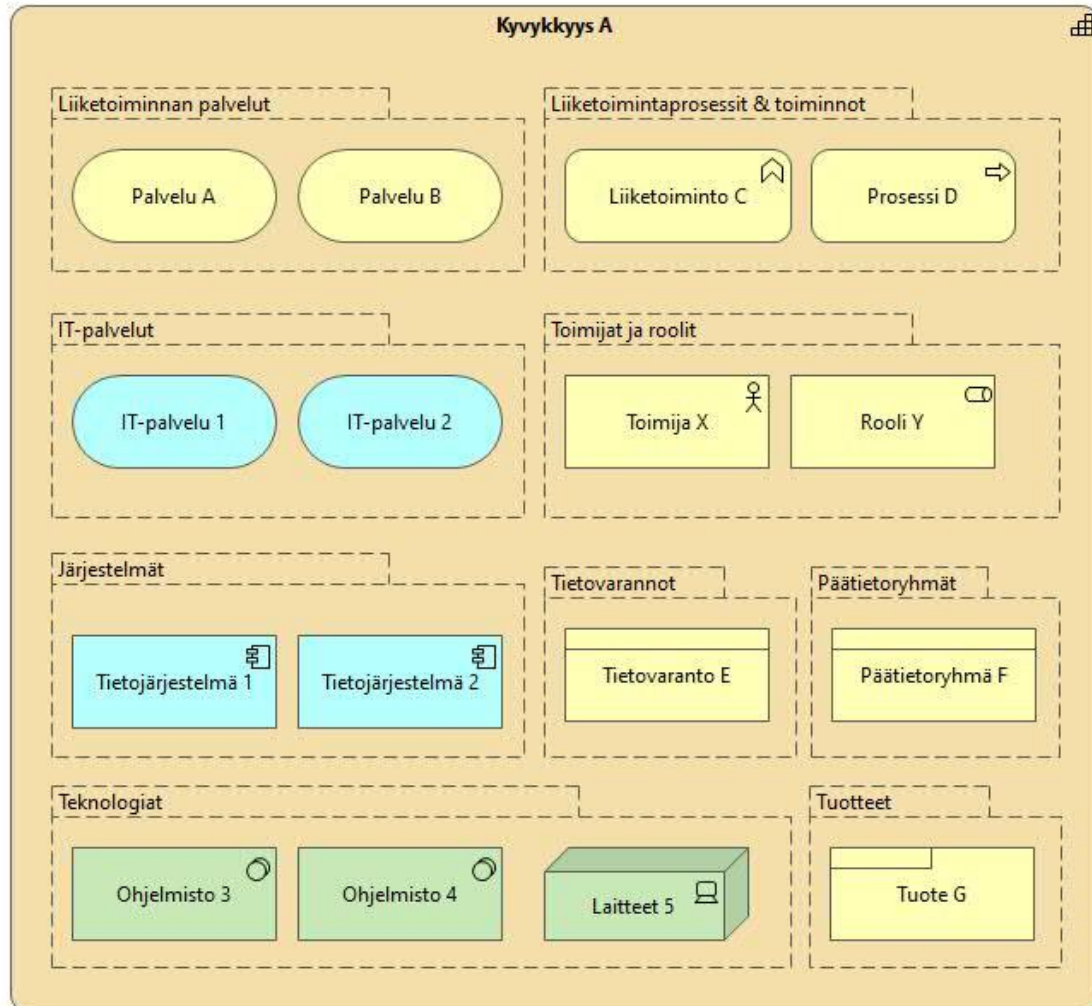 Kyvykkyys A
Liiketoiminnan palvelut
Palvelu A
Palvelu B
Liiketoimintaprosessit & toiminnot
Liiketoiminto C
Prosessi D
IT-palvelut
IT-palvelu 1
IT-palvelu 2
Toimijat ja roolit
Toimija X
Rooli Y
Järjestelmät
Tietojärjestelmä 1
Tietojärjestelmä 2
Tietovarannot
Tietovaranto E
Päätietoryhmät
Päätietoryhmä F
Teknologiat
Ohjelmisto 3
Ohjelmisto 4
Laitteet 5
Tuotteet
Tuote G